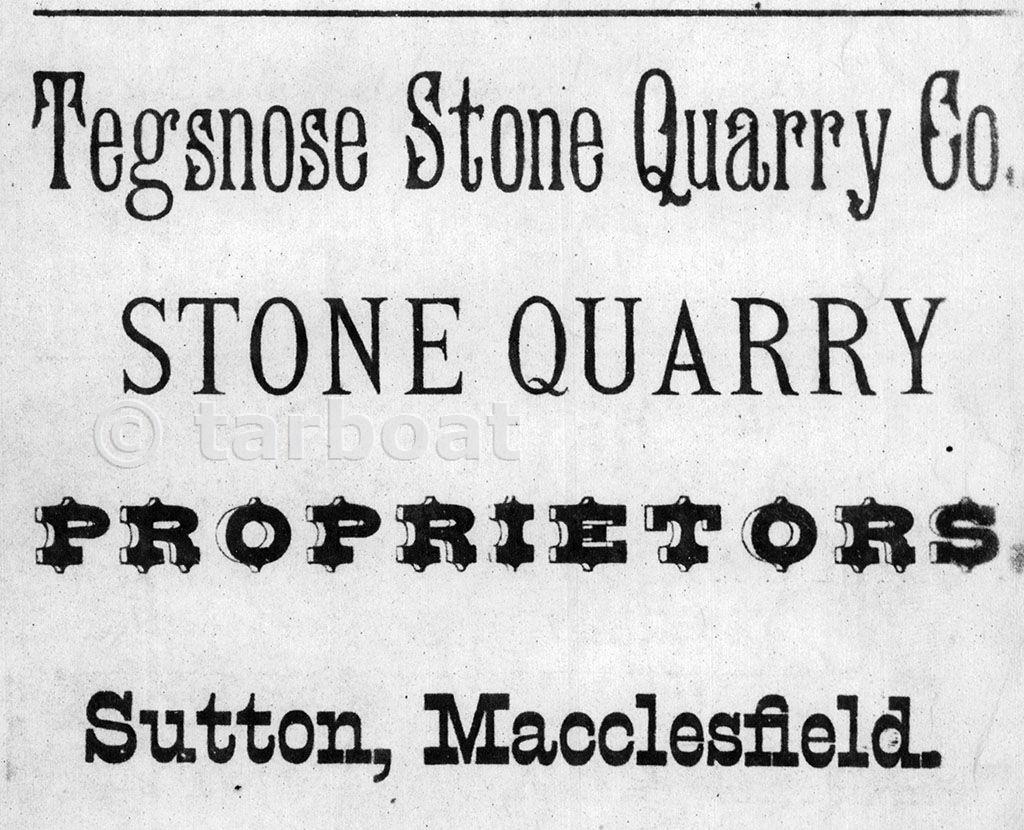 Tegsnose Stone Quarry Co.
STONE QUARRY
© tarboat
PROPRIETORS
Sutton, Macclesfield.